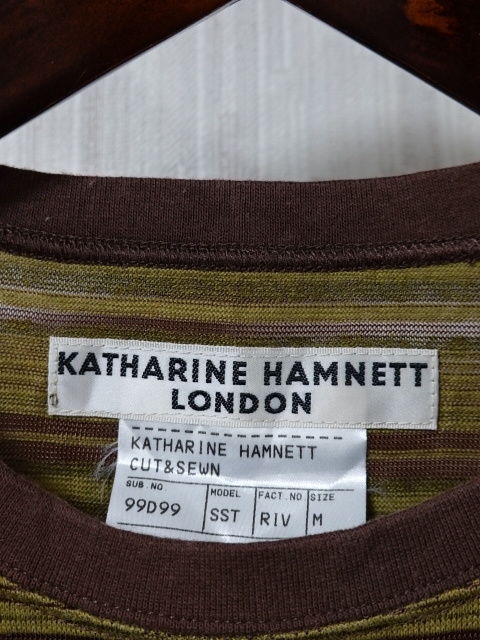 KATHARINE HAMNETT
LONDON
KATHARINE HAMNETT
CUT&SEWN
SUB.NO. MODEL FACT.NO SIZE
99D99 SST RIV M